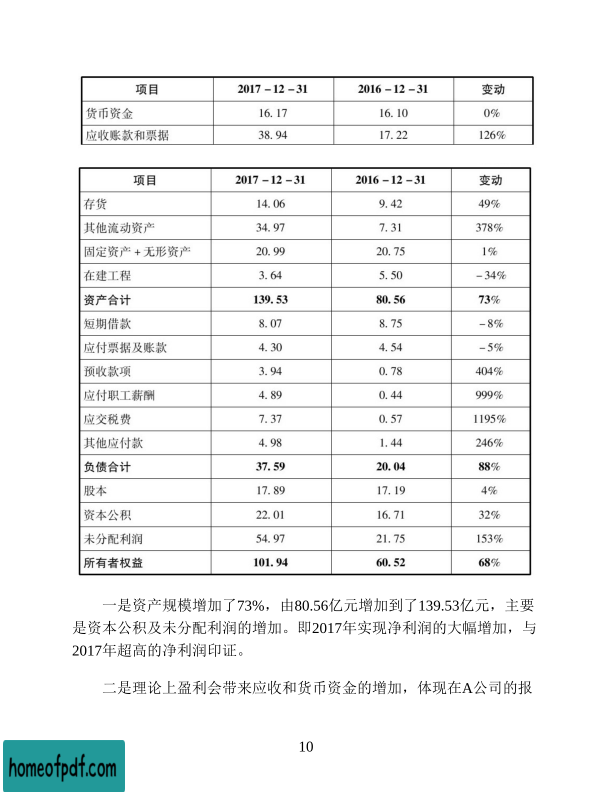 项目 2017－12－31 2016－12－31 变动
货币资金 16.17 16.10 0%
应收账款和票据 38.94 17.22 126%
项目 2017－12－31 2016－12－31 变动
存货 14.06 9.42 49%
其他流动资产 34.97 7.31 378%
固定资产＋无形资产 20.99 20.75 1%
在建工程 3.64 5.50 －34%
资产合计 139.53 80.56 73%
短期借款 8.07 8.75 －8%
应付票据及账款 4.30 4.54 －5%
预收款项 3.94 0.78 404%
应付职工薪酬 4.89 0.44 999%
应交税费 7.37 0.57 1195%
其他应付款 4.98 1.44 246%
负债合计 37.59 20.04 88%
股本 17.89 17.19 4%
资本公积 22.01 16.71 32%
未分配利润 54.97 21.75 153%
所有者权益 101.94 60.52 68%
一是资产规模增加了73%，由80.56亿元增加到了139.53亿元，主要
是资本公积及未分配利润的增加。即2017年实现净利润的大幅增加，与
2017年超高的净利润印证。
二是理论上盈利会带来应收和货币资金的增加，体现在A公司的报
10
homeofpdf.com